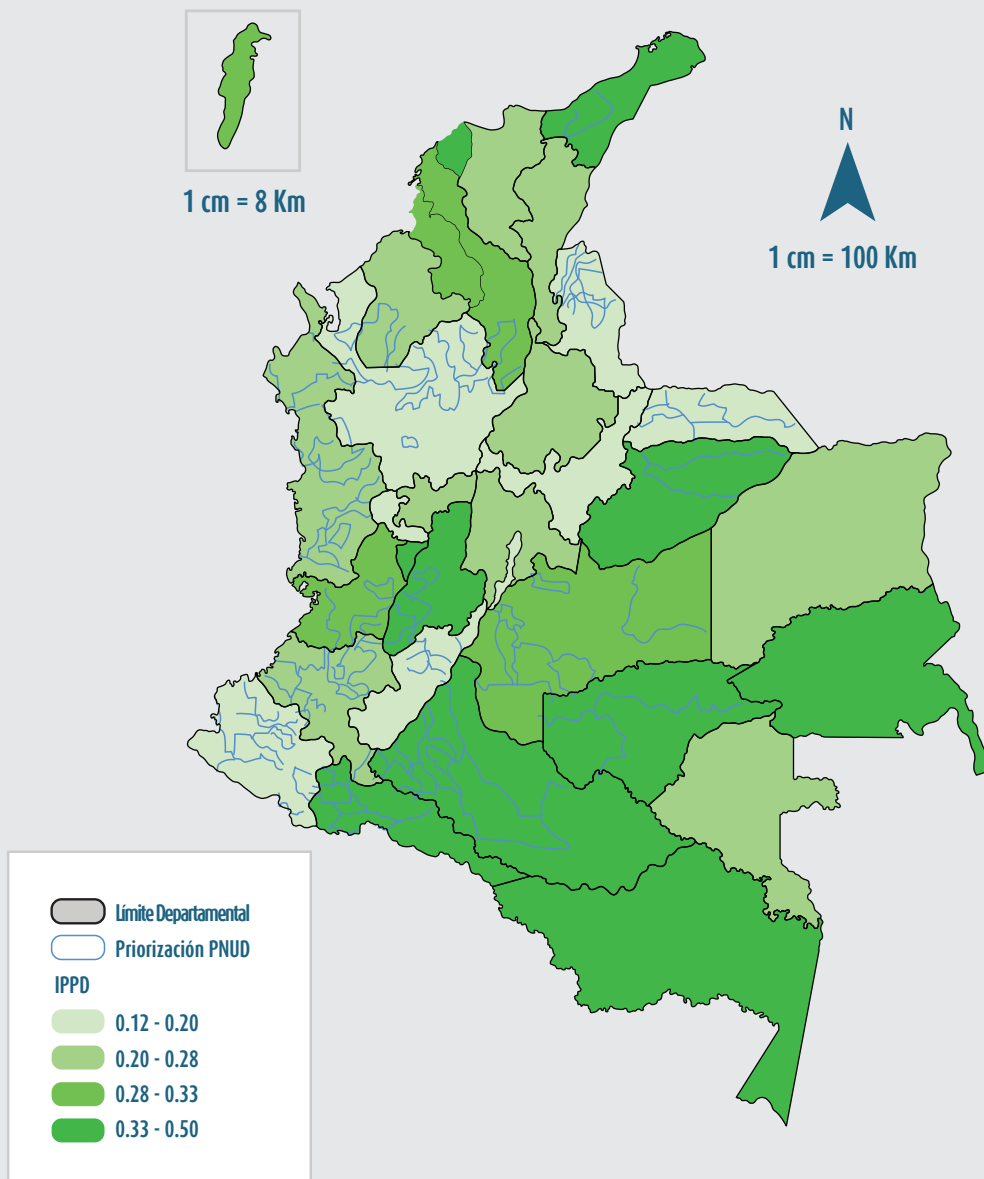 1 cm = 8 Km
N
1 cm = 100 Km
Límite Departamental
Priorización PNUD
IPPD
0.12 - 0.20
0.20 - 0.28
0.28 - 0.33
0.33 - 0.50